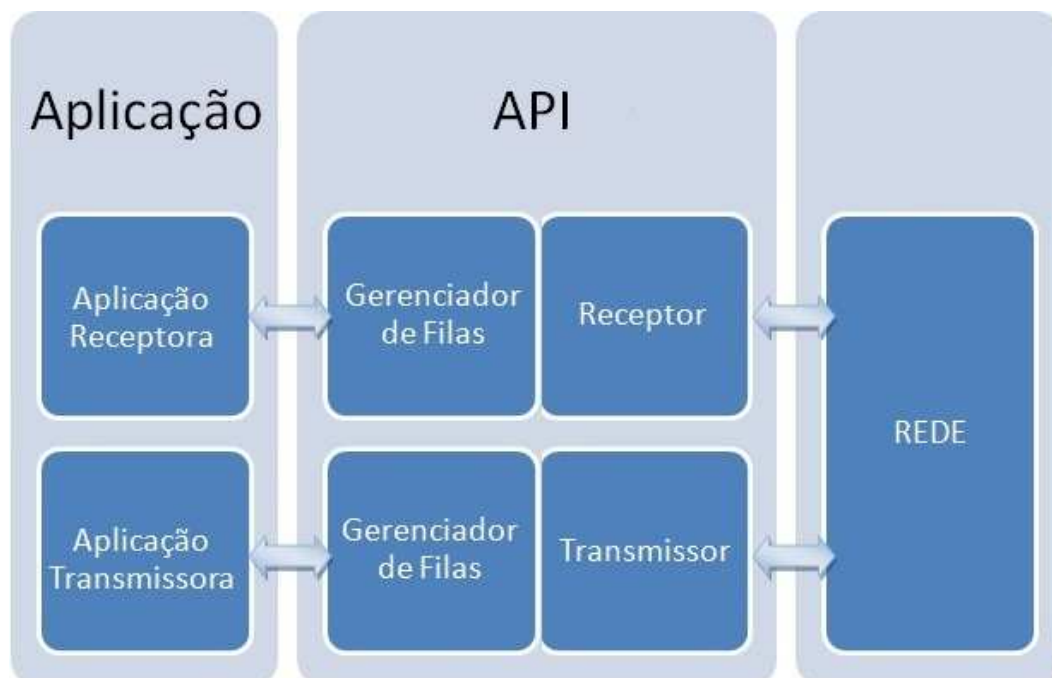 Aplicação
API
Aplicação
Receptora
Gerenciador
de Filas
Receptor
REDE
Aplicação
Transmissora
Gerenciador
de Filas
Transmissor